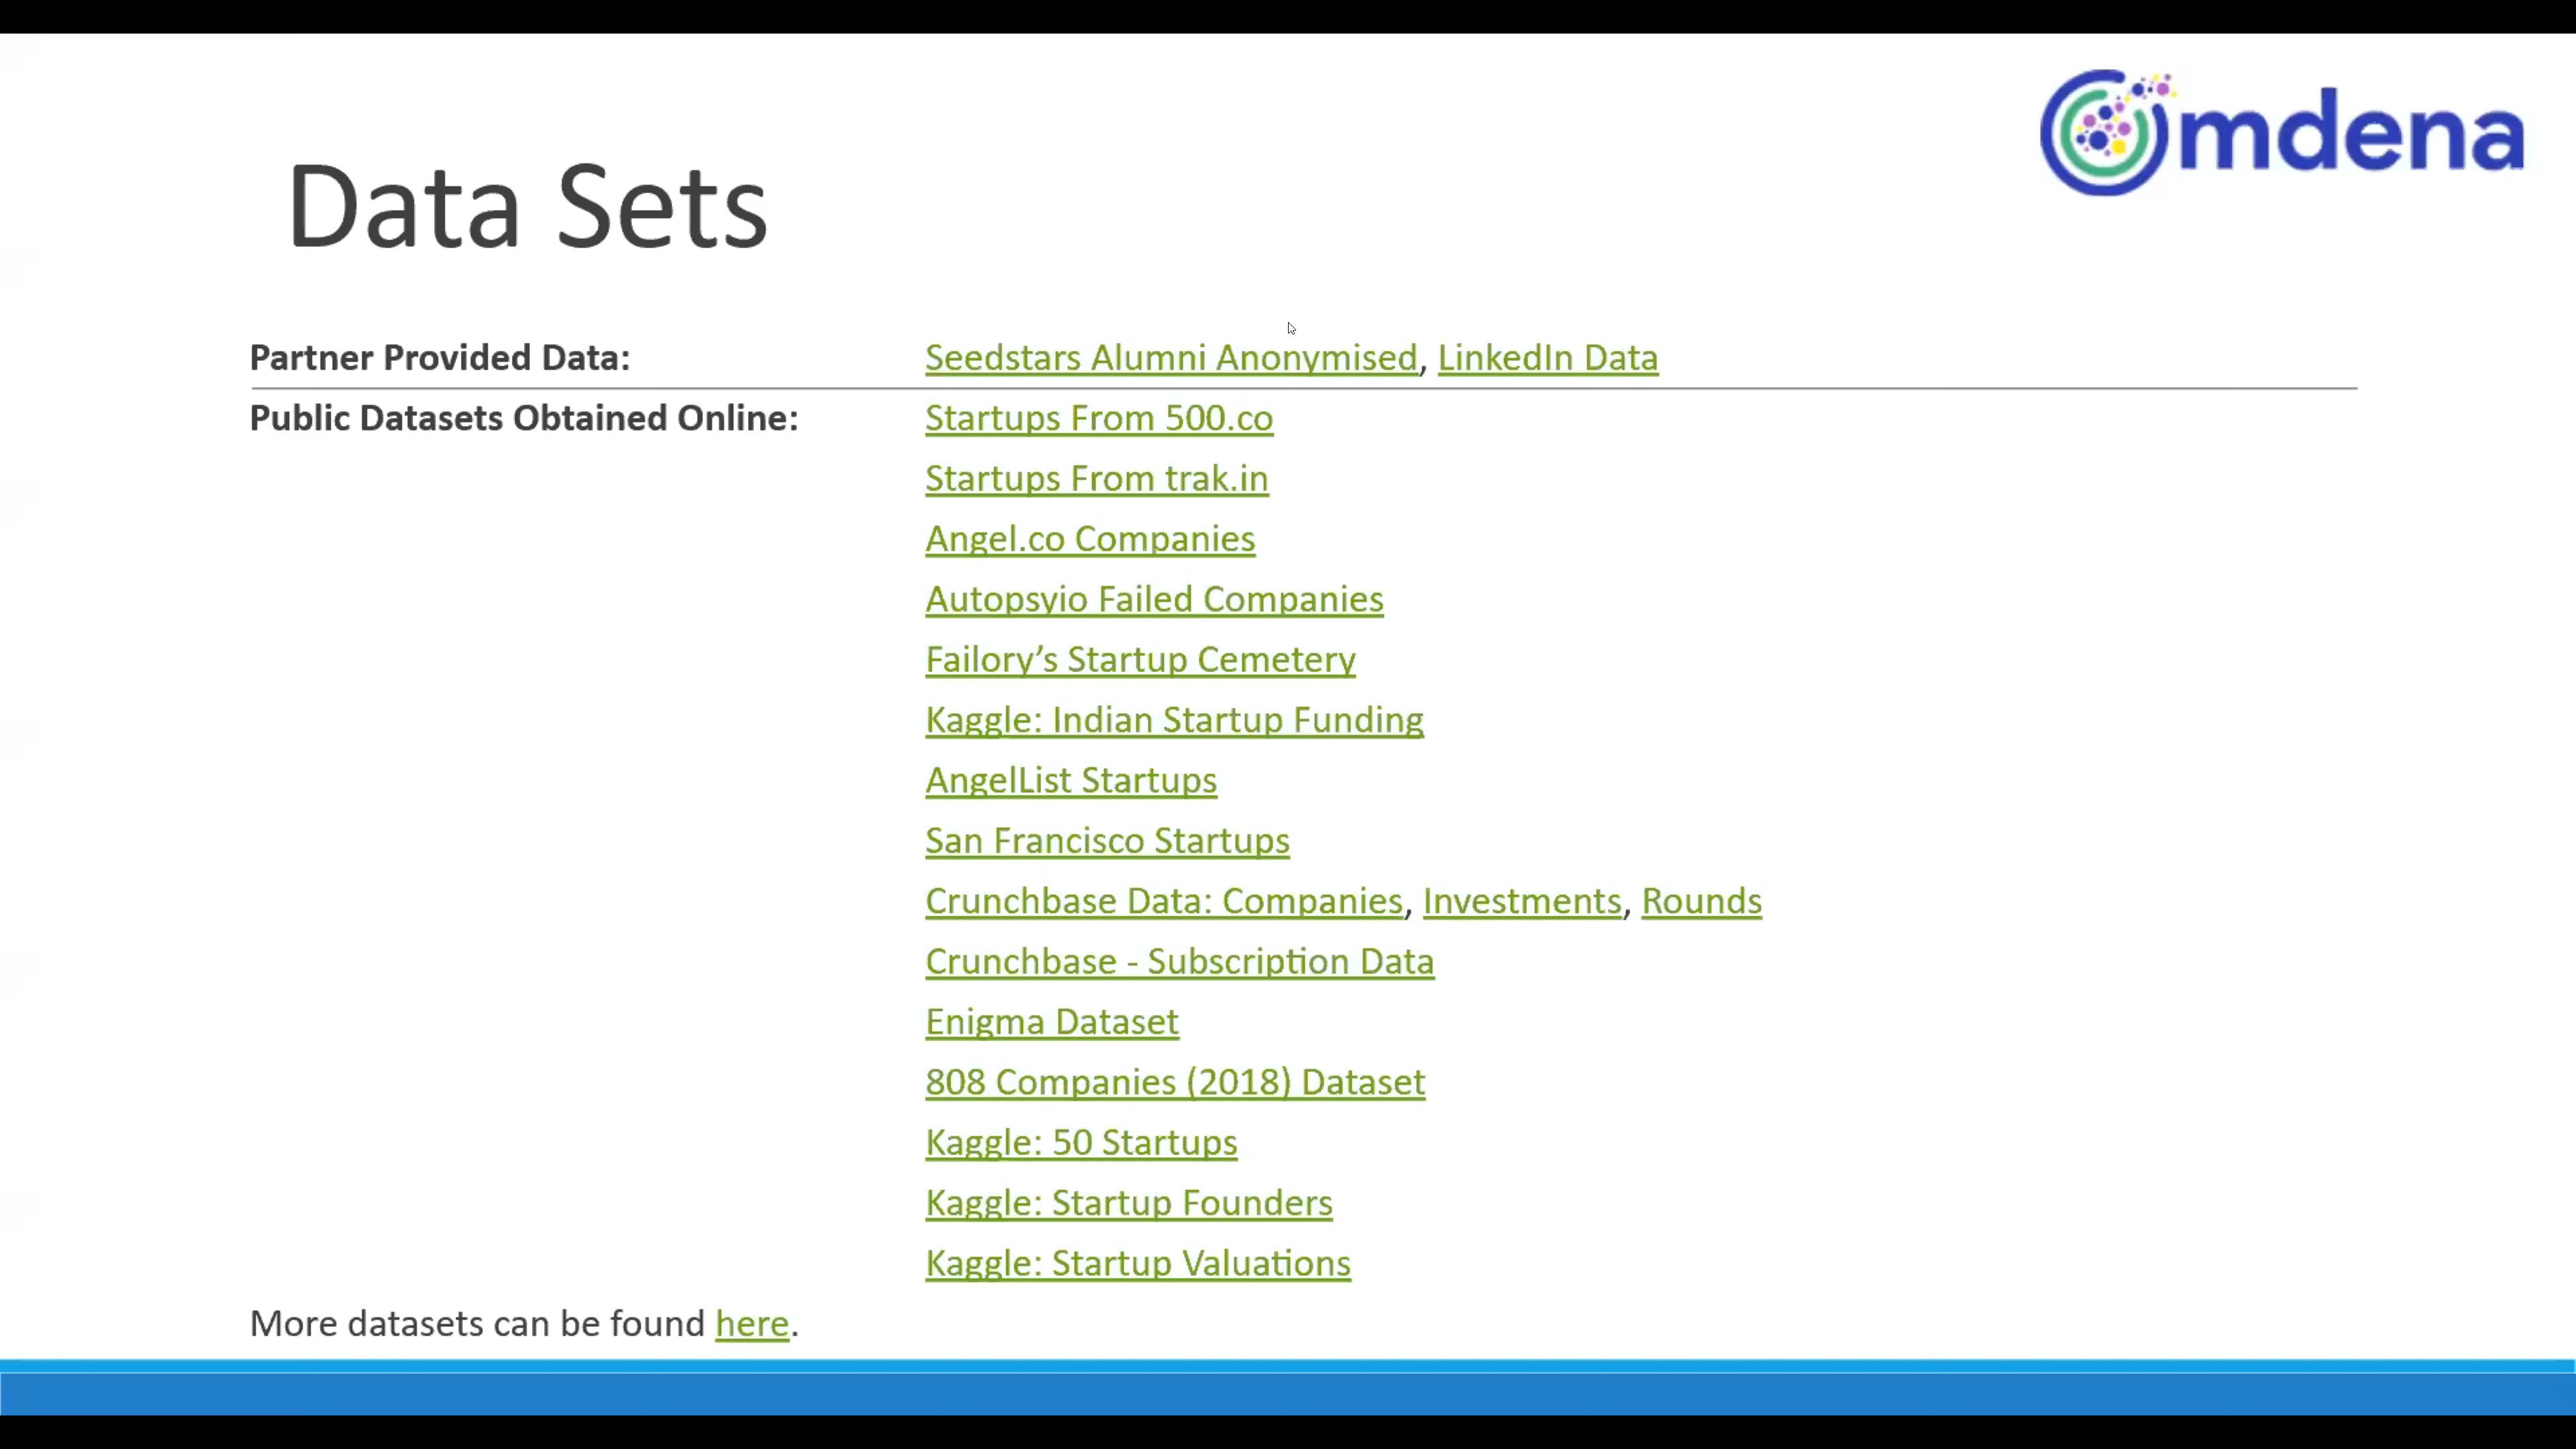 Omdena
Data Sets
Partner Provided Data: Seedstars Alumni Anonymised, LinkedIn Data
Public Datasets Obtained Online: Startups From 500.co
Startups From trak.in
Angel.co Companies
Autopsyio Failed Companies
Failory’s Startup Cemetery
Kaggle: Indian Startup Funding
AngelList Startups
San Francisco Startups
Crunchbase Data: Companies, Investments, Rounds
Crunchbase - Subscription Data
Enigma Dataset
808 Companies (2018) Dataset
Kaggle: 50 Startups
Kaggle: Startup Founders
Kaggle: Startup Valuations
More datasets can be found here.